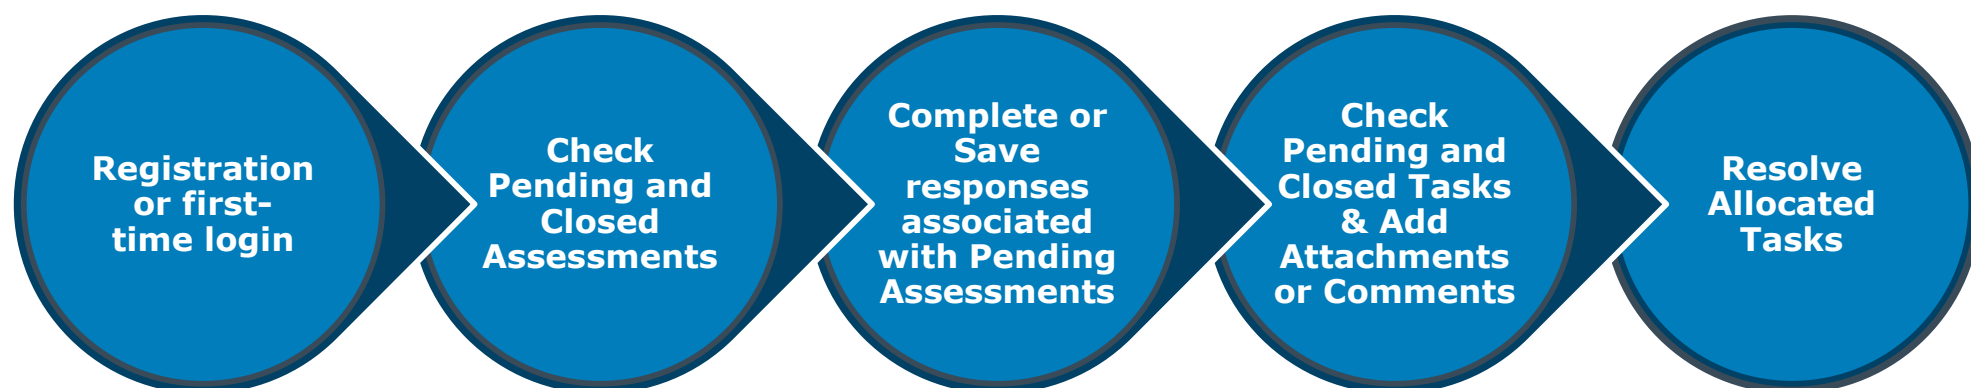 Registration
or first–
time login
Check
Pending and
Closed
Assessments
Complete or
Save
responses
associated
with Pending
Assessments
Check
Pending and
Closed Tasks
& Add
Attachments
or Comments
Resolve
Allocated
Tasks